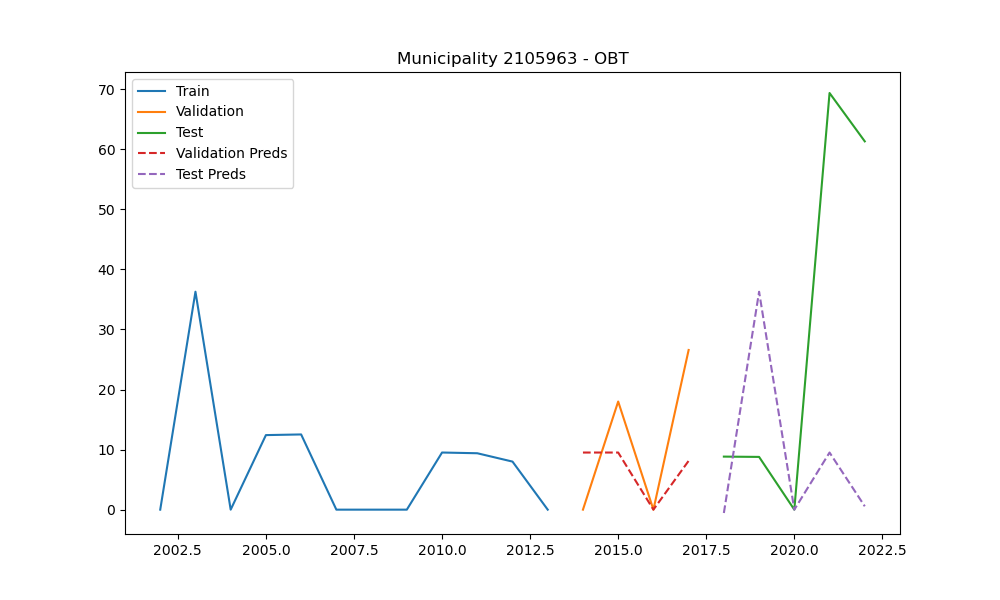 Municipality 2105963 - OBT
Train
Validation
Test
Validation Preds
Test Preds
70
60
50
40
30
20
10
0
2002.5 2005.0 2007.5 2010.0 2012.5 2015.0 2017.5 2020.0 2022.5